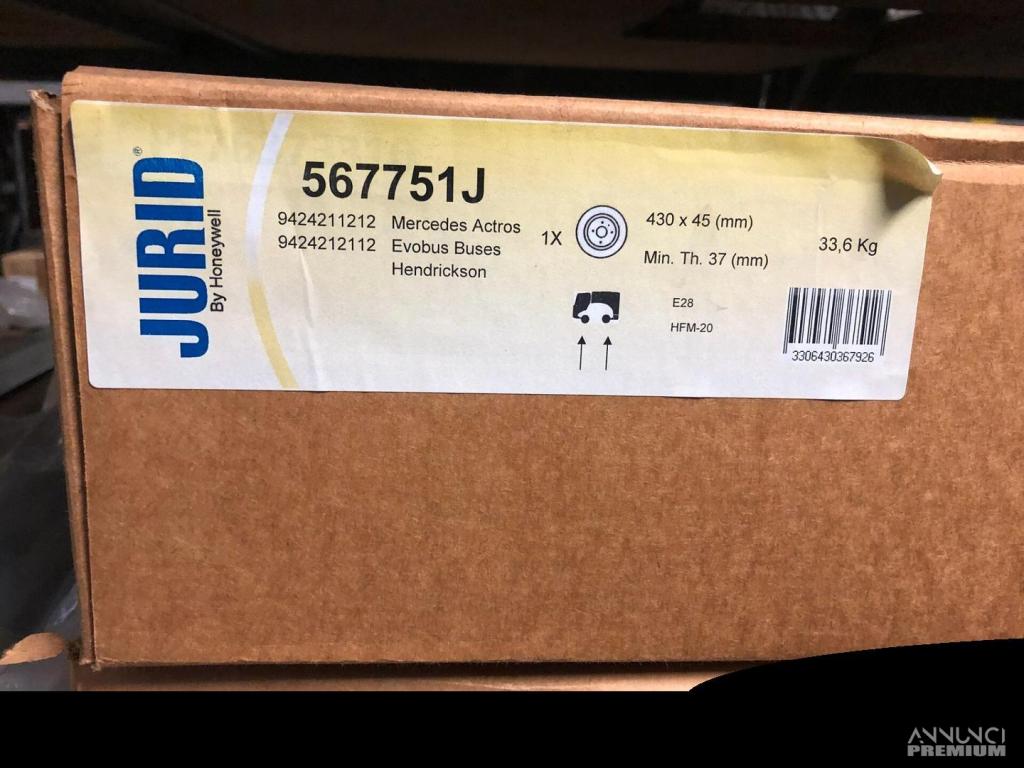 JURID®
By Honeywell
567751J
9424211212 Mercedes Actros
9424212112 Evobus Buses
Hendrickson
1X
430 x 45 (mm)
Min. Th. 37 (mm)
33,6 Kg
E28
HFM-20
3306430367926
ANNUNCI
PREMIUM